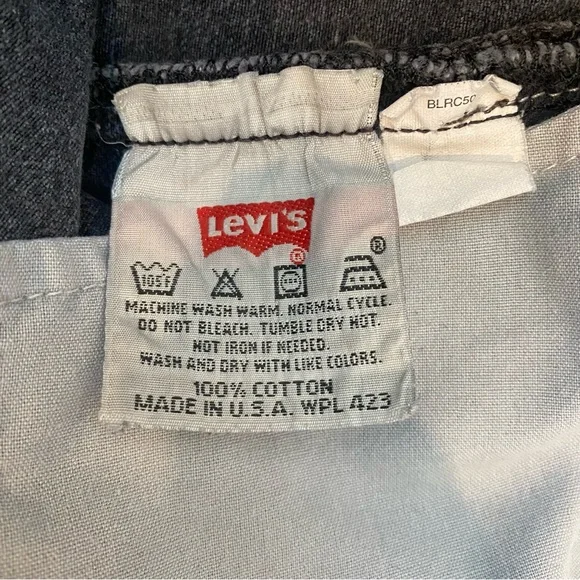 BLRC50
LEVI'S
®
®
105F
MACHINE WASH WARM. NORMAL CYCLE.
DO NOT BLEACH. TUMBLE DRY HOT.
HOT IRON IF NEEDED.
WASH AND DRY WITH LIKE COLORS.
100% COTTON
MADE IN U.S.A. WPL 423